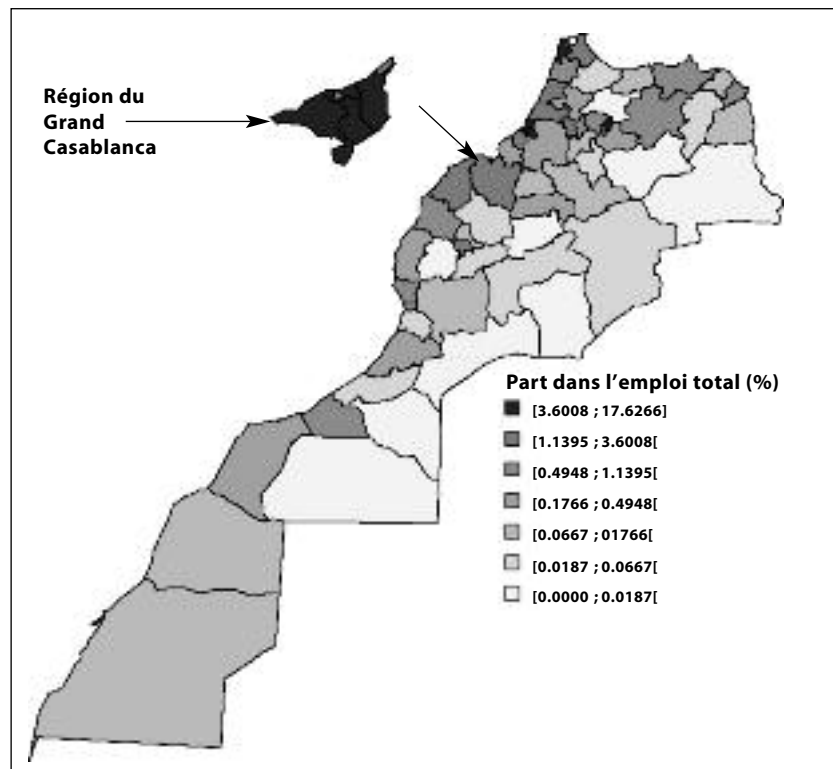 Région du
Grand
Casablanca
Part dans l'emploi total (%)
[3.6008 ; 17.6266]
[1.1395 ; 3.6008[
[0.4948 ; 1.1395[
[0.1766 ; 0.4948[
[0.0667 ; 01766[
[0.0187 ; 0.0667[
[0.0000 ; 0.0187[